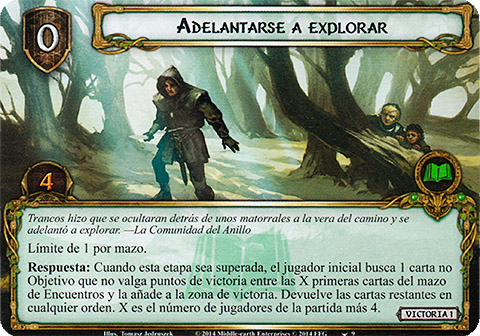 0
ADELANTARSE A EXPLORAR
4
Trancos hizo que se ocultaran detrás de unos matorrales a la vera del camino y se
adelantó a explorar. —La Comunidad del Anillo
Límite de 1 por mazo.
Respuesta: Cuando esta etapa sea superada, el jugador inicial busca 1 carta no
Objetivo que no valga puntos de victoria entre las X primeras cartas del mazo
de Encuentros y la añade a la zona de victoria. Devuelve las cartas restantes en
cualquier orden. X es el número de jugadores de la partida más 4.
VICTORIA 1
Illus. Tomasz Jedruszek © 2014 Middle-earth Enterprises © 2014 FFG 9